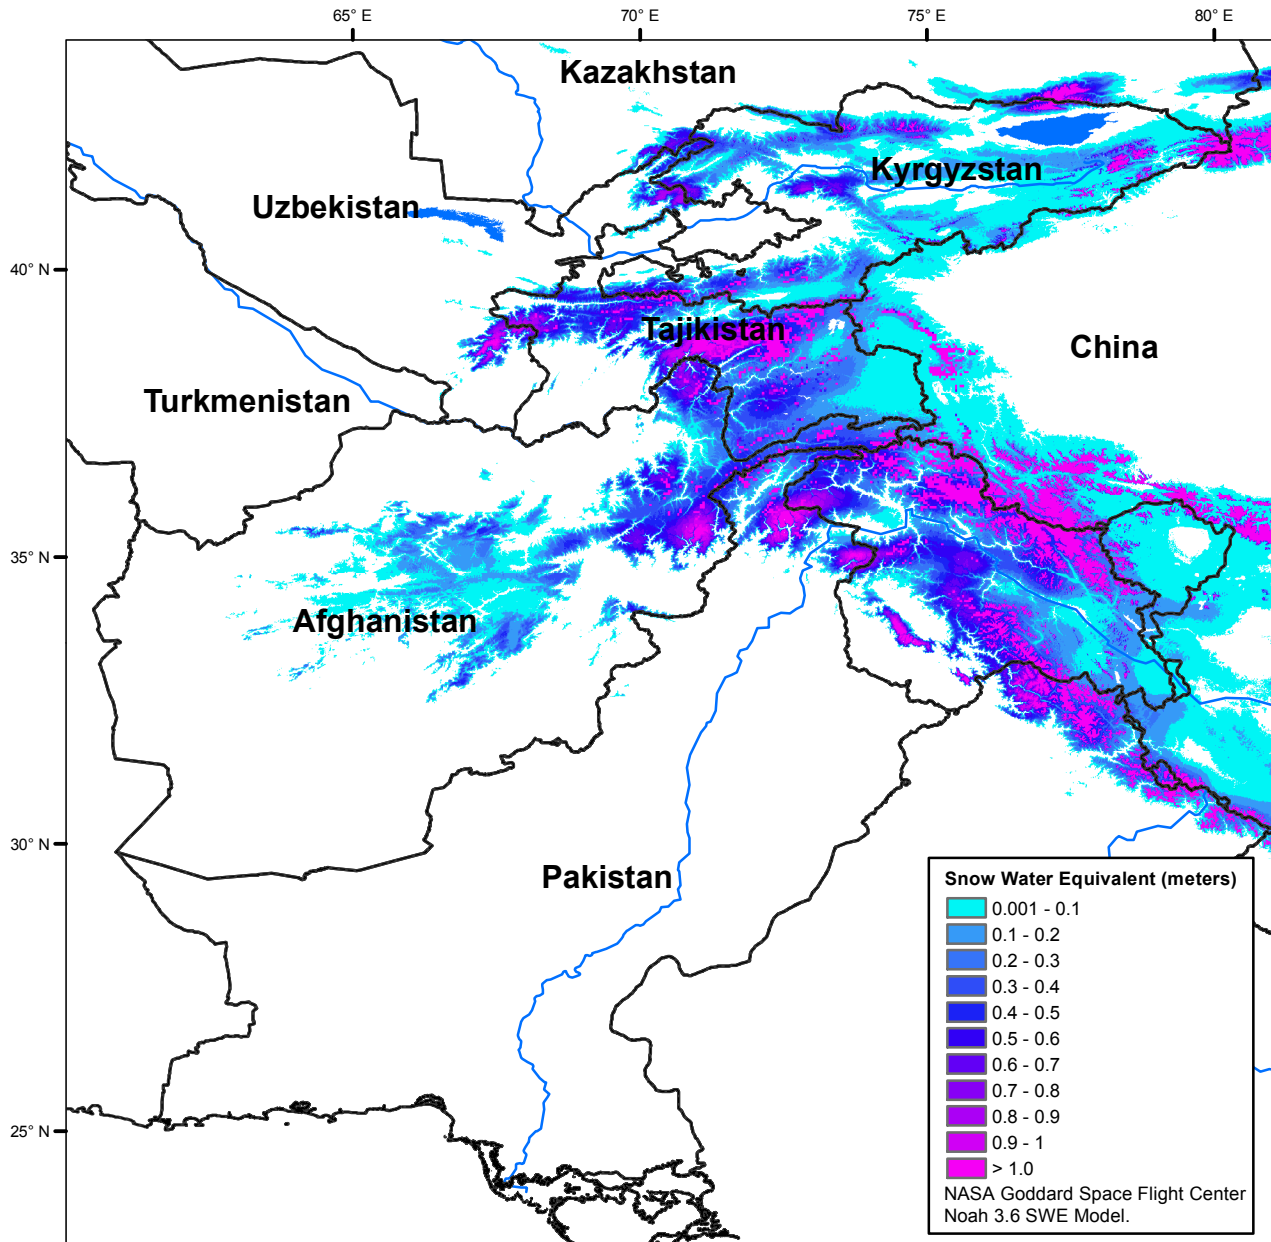 65° E
70° E
75° E
80° E
Kazakhstan
Kyrgyzstan
Uzbekistan
40° N
Tajikistan
China
Turkmenistan
35° N
Afghanistan
30° N
Pakistan
25° N
Snow Water Equivalent (meters)
0.001 - 0.1
0.1 - 0.2
0.2 - 0.3
0.3 - 0.4
0.4 - 0.5
0.5 - 0.6
0.6 - 0.7
0.7 - 0.8
0.8 - 0.9
0.9 - 1
> 1.0
NASA Goddard Space Flight Center
Noah 3.6 SWE Model.